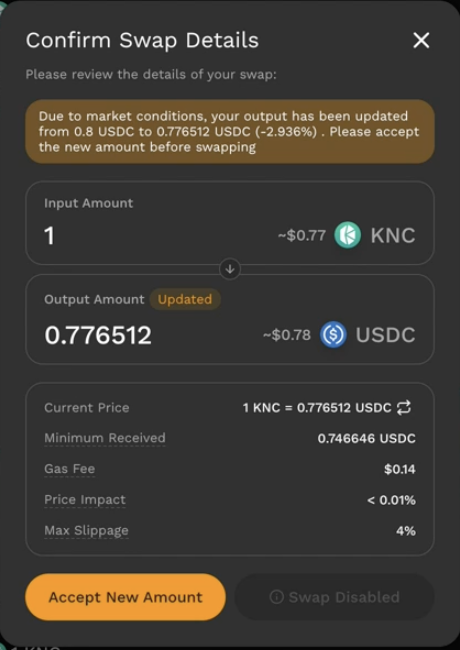 Confirm Swap Details
Please review the details of your swap:
Due to market conditions, your output has been updated
from 0.8 USDC to 0.776512 USDC (-2.936%) . Please accept
the new amount before swapping
Input Amount
1 ~$0.77 KNC
Output Amount Updated
0.776512 ~$0.78 USDC
Current Price 1 KNC = 0.776512 USDC
Minimum Received 0.746646 USDC
Gas Fee $0.14
Price Impact < 0.01%
Max Slippage 4%
Accept New Amount Swap Disabled